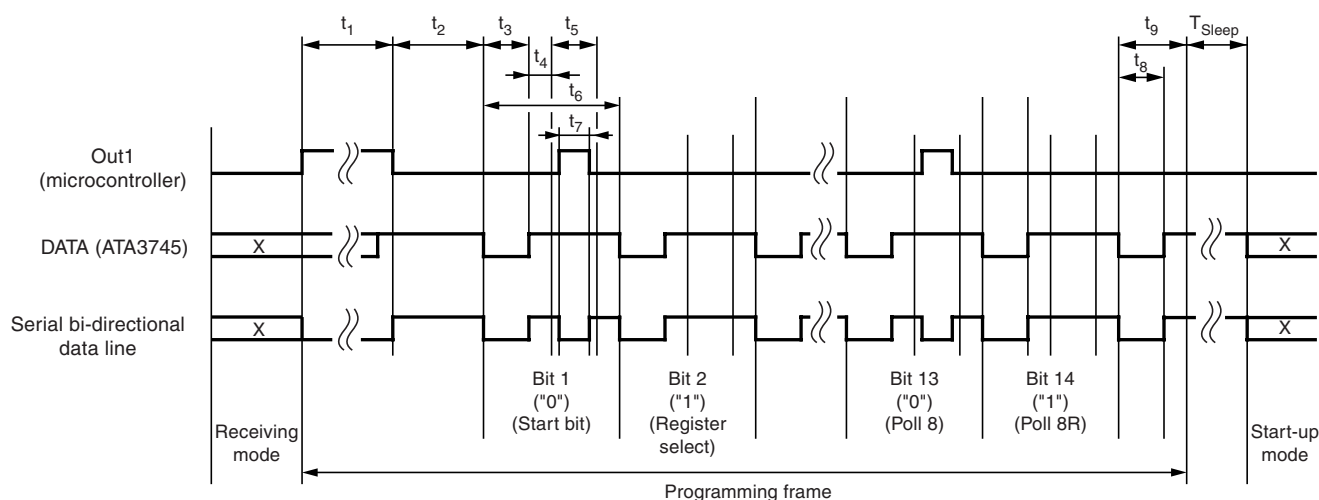 t1
t2
t3
t5
t9
TSleep
t4
t8
t6
t7
Out1
(microcontroller)
DATA (ATA3745)
X
X
Serial bi-directional
data line
X
X
Bit 1
("0")
(Start bit)
Bit 2
("1")
(Register
select)
Bit 13
("0")
(Poll 8)
Bit 14
("1")
(Poll 8R)
Receiving
mode
Start-up
mode
Programming frame